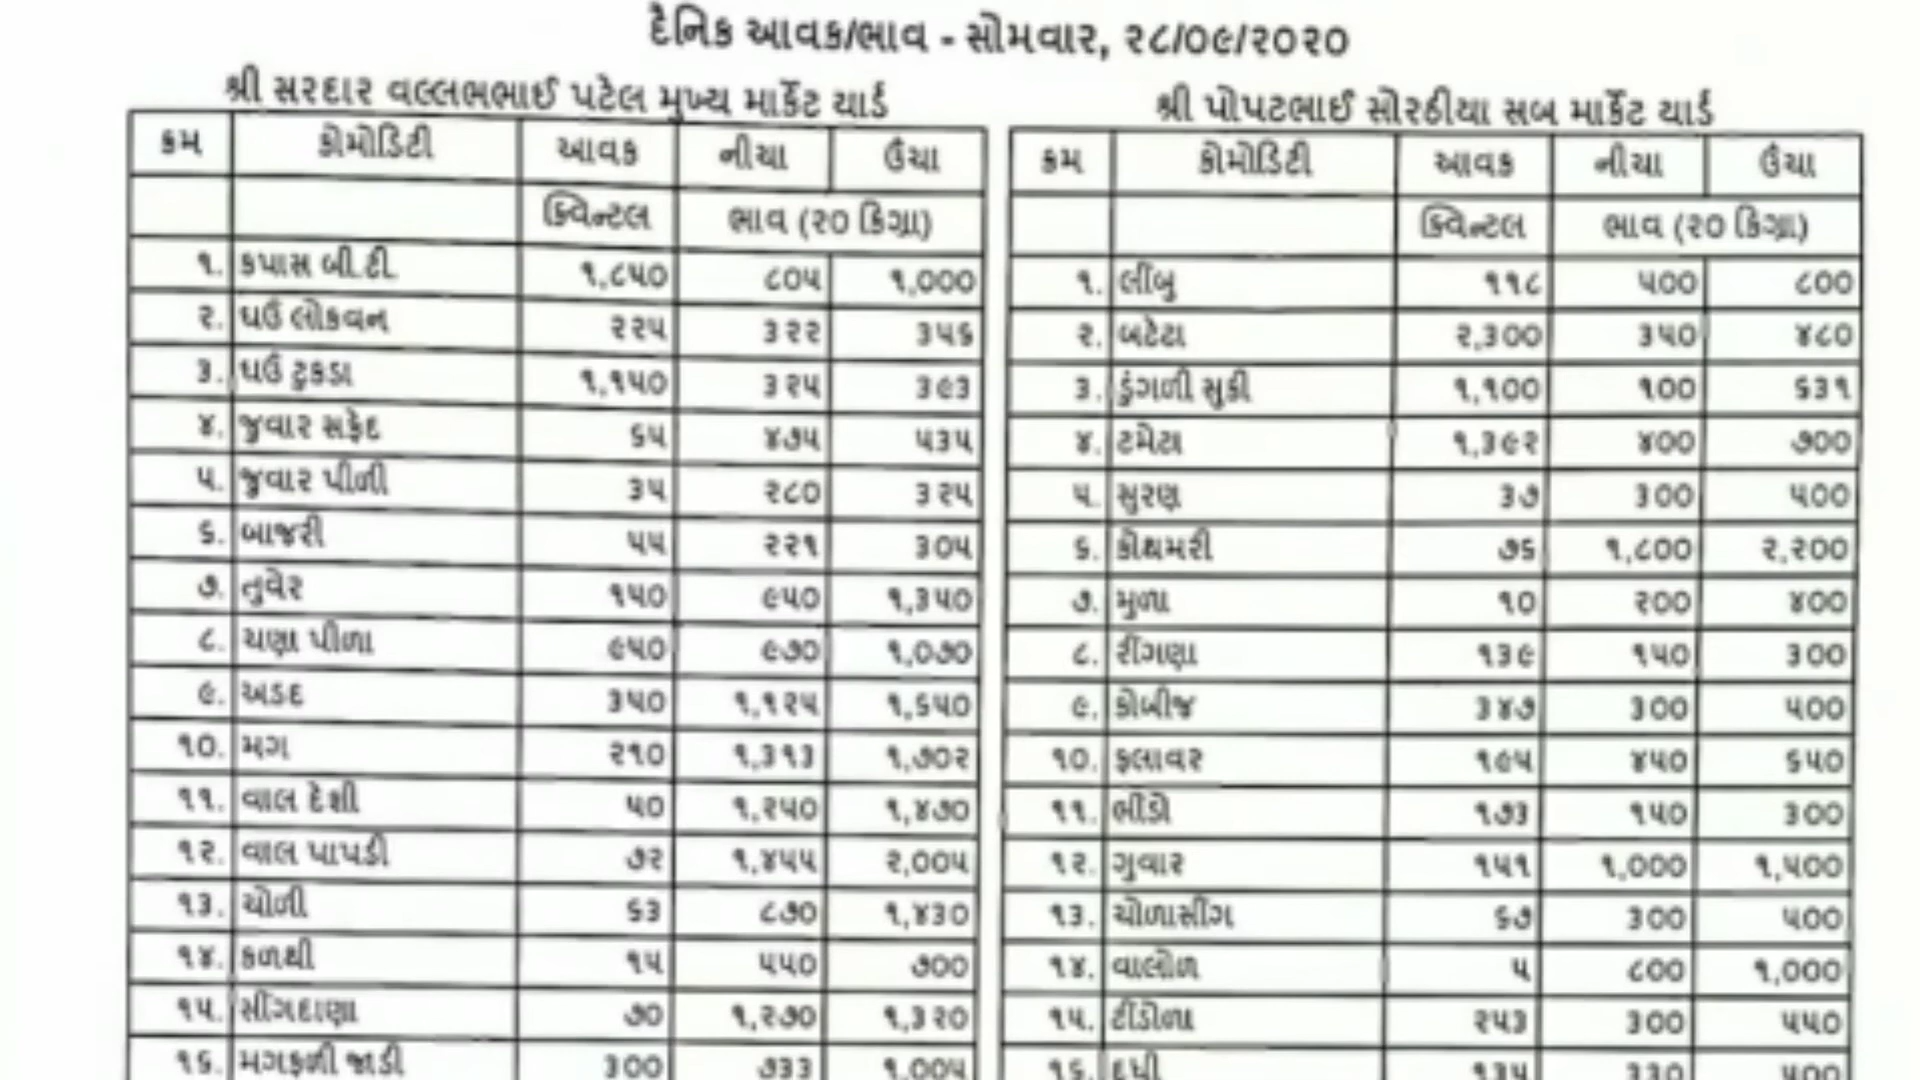 દૈનિક આવક/ભાવ - સોમવાર, ૨૮/૦૯/૨૦૨૦
શ્રી સરદાર વલ્લભભાઈ પટેલ મુખ્ય માર્કેટ યાર્ડ
ક્રમ કોમોડિટી આવક નીચા ઉંચા
ક્વિન્ટલ ભાવ (૨૦ કિગ્રા)
૧. કપાસ બી.ટી. ૧,૮૫૦ ૮૦૫ ૧,૦૦૦
૨. ઘઉં લોકવન ૨૨૫ ૩૨૨ ૩૫૬
૩. ઘઉં ટુકડા ૧,૧૫૦ ૩૨૫ ૩૯૩
૪. જુવાર સફેદ ૬૫ ૪૭૫ ૫૩૫
૫. જુવાર પીળી ૩૫ ૨૮૦ ૩૨૫
૬. બાજરી ૫૫ ૨૨૧ ૩૦૫
૭. તુવેર ૧૫૦ ૯૫૦ ૧,૩૫૦
૮. ચણા પીળા ૯૫૦ ૯૭૦ ૧,૦૭૦
૯. અડદ ૩૫૦ ૧,૧૨૫ ૧,૬૫૦
૧૦. મગ ૨૧૦ ૧,૩૧૩ ૧,૭૦૨
૧૧. વાલ દેશી ૫૦ ૧,૨૫૦ ૧,૪૭૦
૧૨. વાલ પાપડી ૭૨ ૧,૪૫૫ ૨,૦૦૫
૧૩. ચોળી ૬૩ ૮૭૦ ૧,૪૩૦
૧૪. કળથી ૧૫ ૫૫૦ ૭૦૦
૧૫. સીંગદાણા ૭૦ ૧,૨૭૦ ૧,૩૨૦
૧૬. મગફળી જાડી ૩૦૦ ૭૩૩ ૧,૦૦૫
શ્રી પોપટભાઈ સોરઠીયા સબ માર્કેટ યાર્ડ
ક્રમ કોમોડિટી આવક નીચા ઉંચા
ક્વિન્ટલ ભાવ (૨૦ કિગ્રા)
૧. લીંબુ ૧૧૮ ૫૦૦ ૮૦૦
૨. બટેટા ૨,૩૦૦ ૩૫૦ ૪૮૦
૩. ડુંગળી સુકી ૧,૧૦૦ ૧૦૦ ૬૩૧
૪. ટમેટા ૧,૩૯૨ ૪૦૦ ૭૦૦
૫. સુરણ ૩૭ ૩૦૦ ૫૦૦
૬. કોથમરી ૭૬ ૧,૮૦૦ ૨,૨૦૦
૭. મુળા ૧૦ ૨૦૦ ૪૦૦
૮. રીંગણા ૧૩૯ ૧૫૦ ૩૦૦
૯. કોબીજ ૩૪૭ ૩૦૦ ૫૦૦
૧૦. ફલાવર ૧૯૫ ૪૫૦ ૬૫૦
૧૧. ભીંડો ૧૭૩ ૧૫૦ ૩૦૦
૧૨. ગુવાર ૧૫૧ ૧,૦૦૦ ૧,૫૦૦
૧૩. ચોળાસીંગ ૬૭ ૩૦૦ ૫૦૦
૧૪. વાલોળ ૫ ૮૦૦ ૧,૦૦૦
૧૫. ટીંડોળા ૨૫૩ ૩૦૦ ૫૫૦
૧૬. દુધી ૧૩૫ ૩૩૦ ૫૦૦